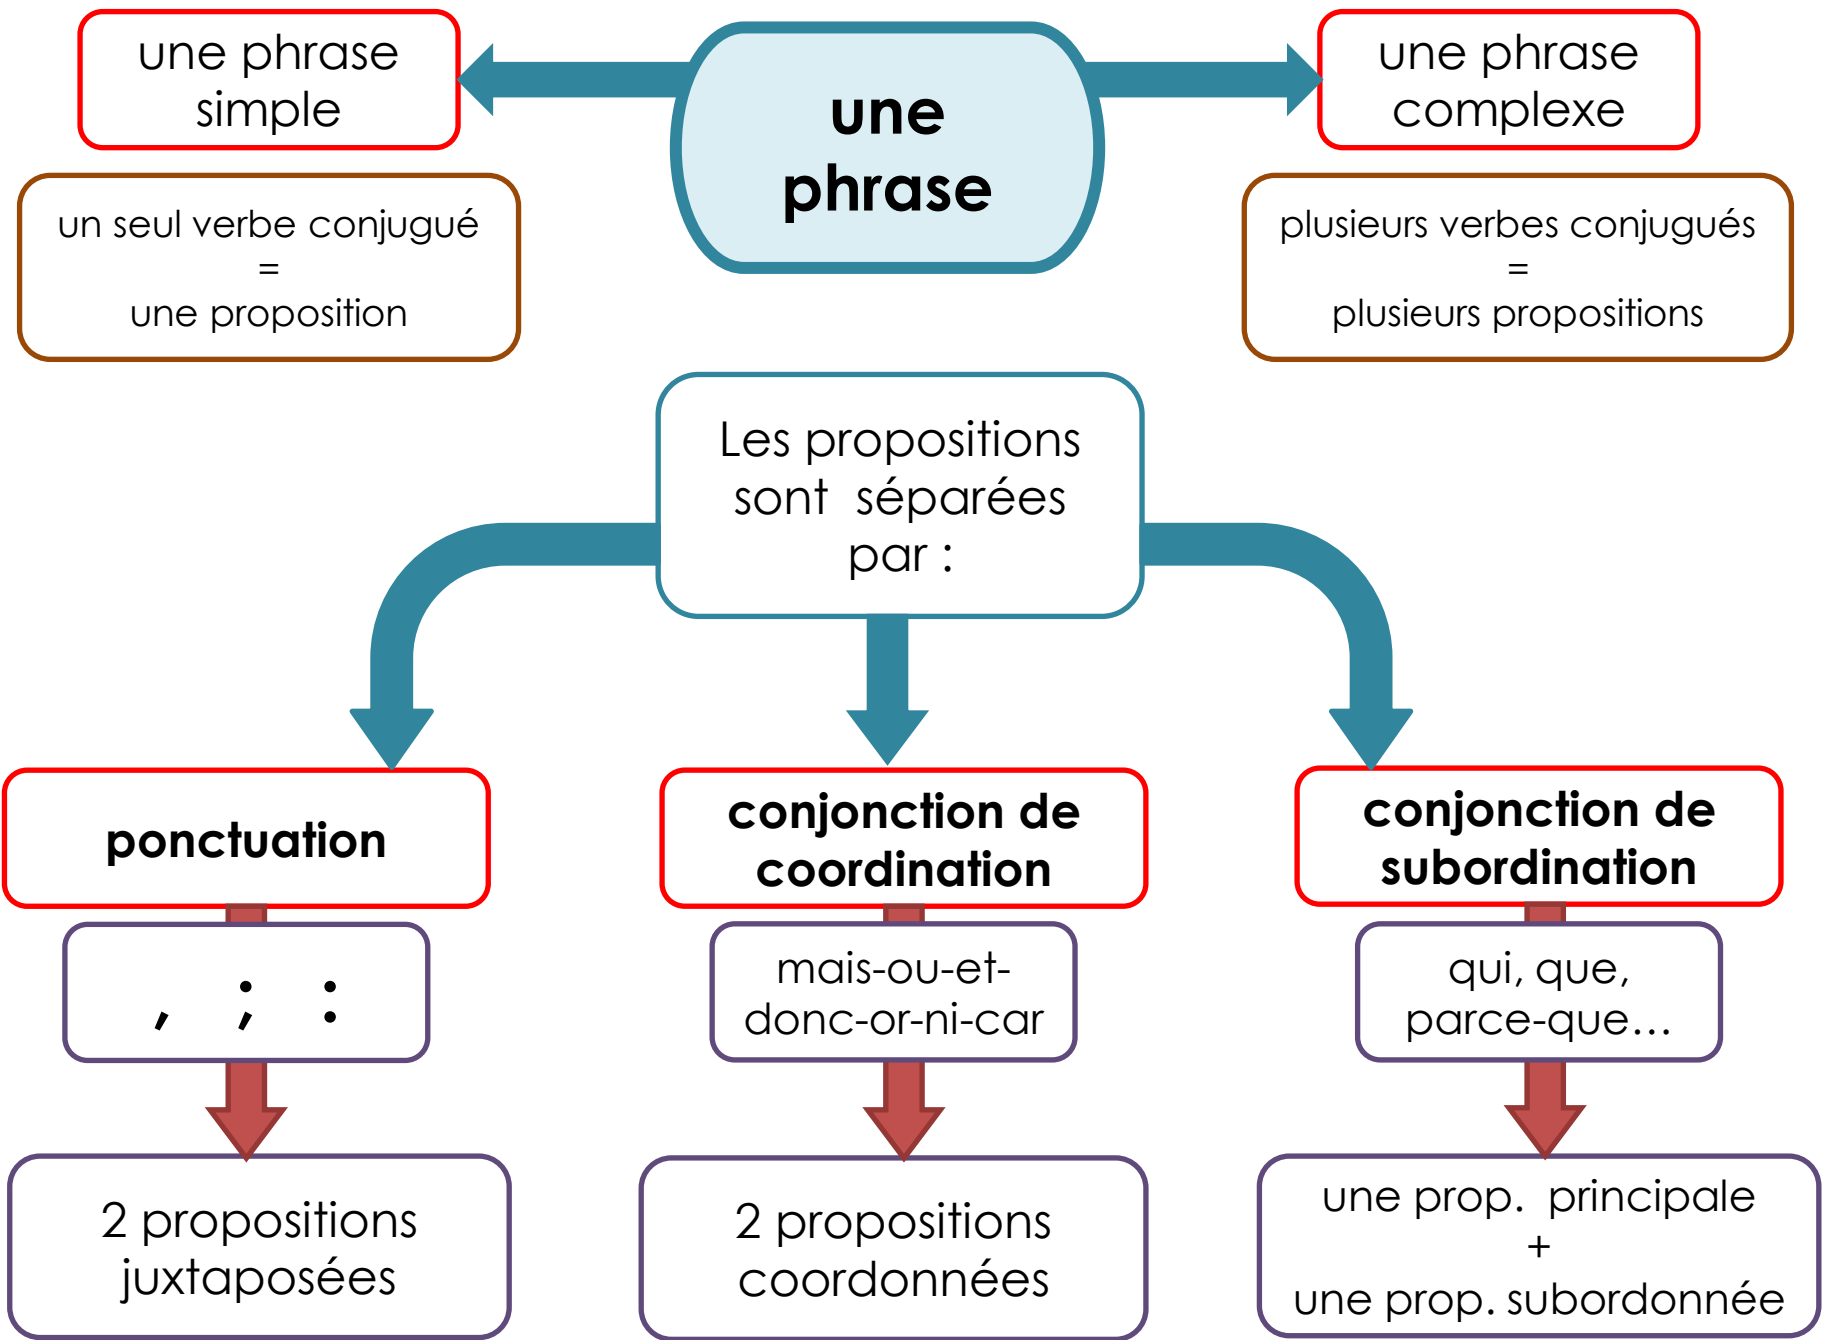 une phrase
simple
une
phrase
une phrase
complexe
un seul verbe conjugué
=
une proposition
plusieurs verbes conjugués
=
plusieurs propositions
Les propositions
sont séparées
par :
ponctuation
conjonction de
coordination
conjonction de
subordination
, ; :
mais-ou-et-
donc-or-ni-car
qui, que,
parce-que…
2 propositions
juxtaposées
2 propositions
coordonnées
une prop. principale
+
une prop. subordonnée